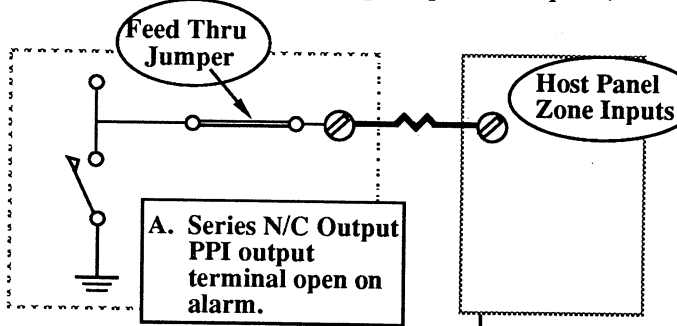 Feed Thru
Jumper
Host Panel
Zone Inputs
A. Series N/C Output
PPI output
terminal open on
alarm.